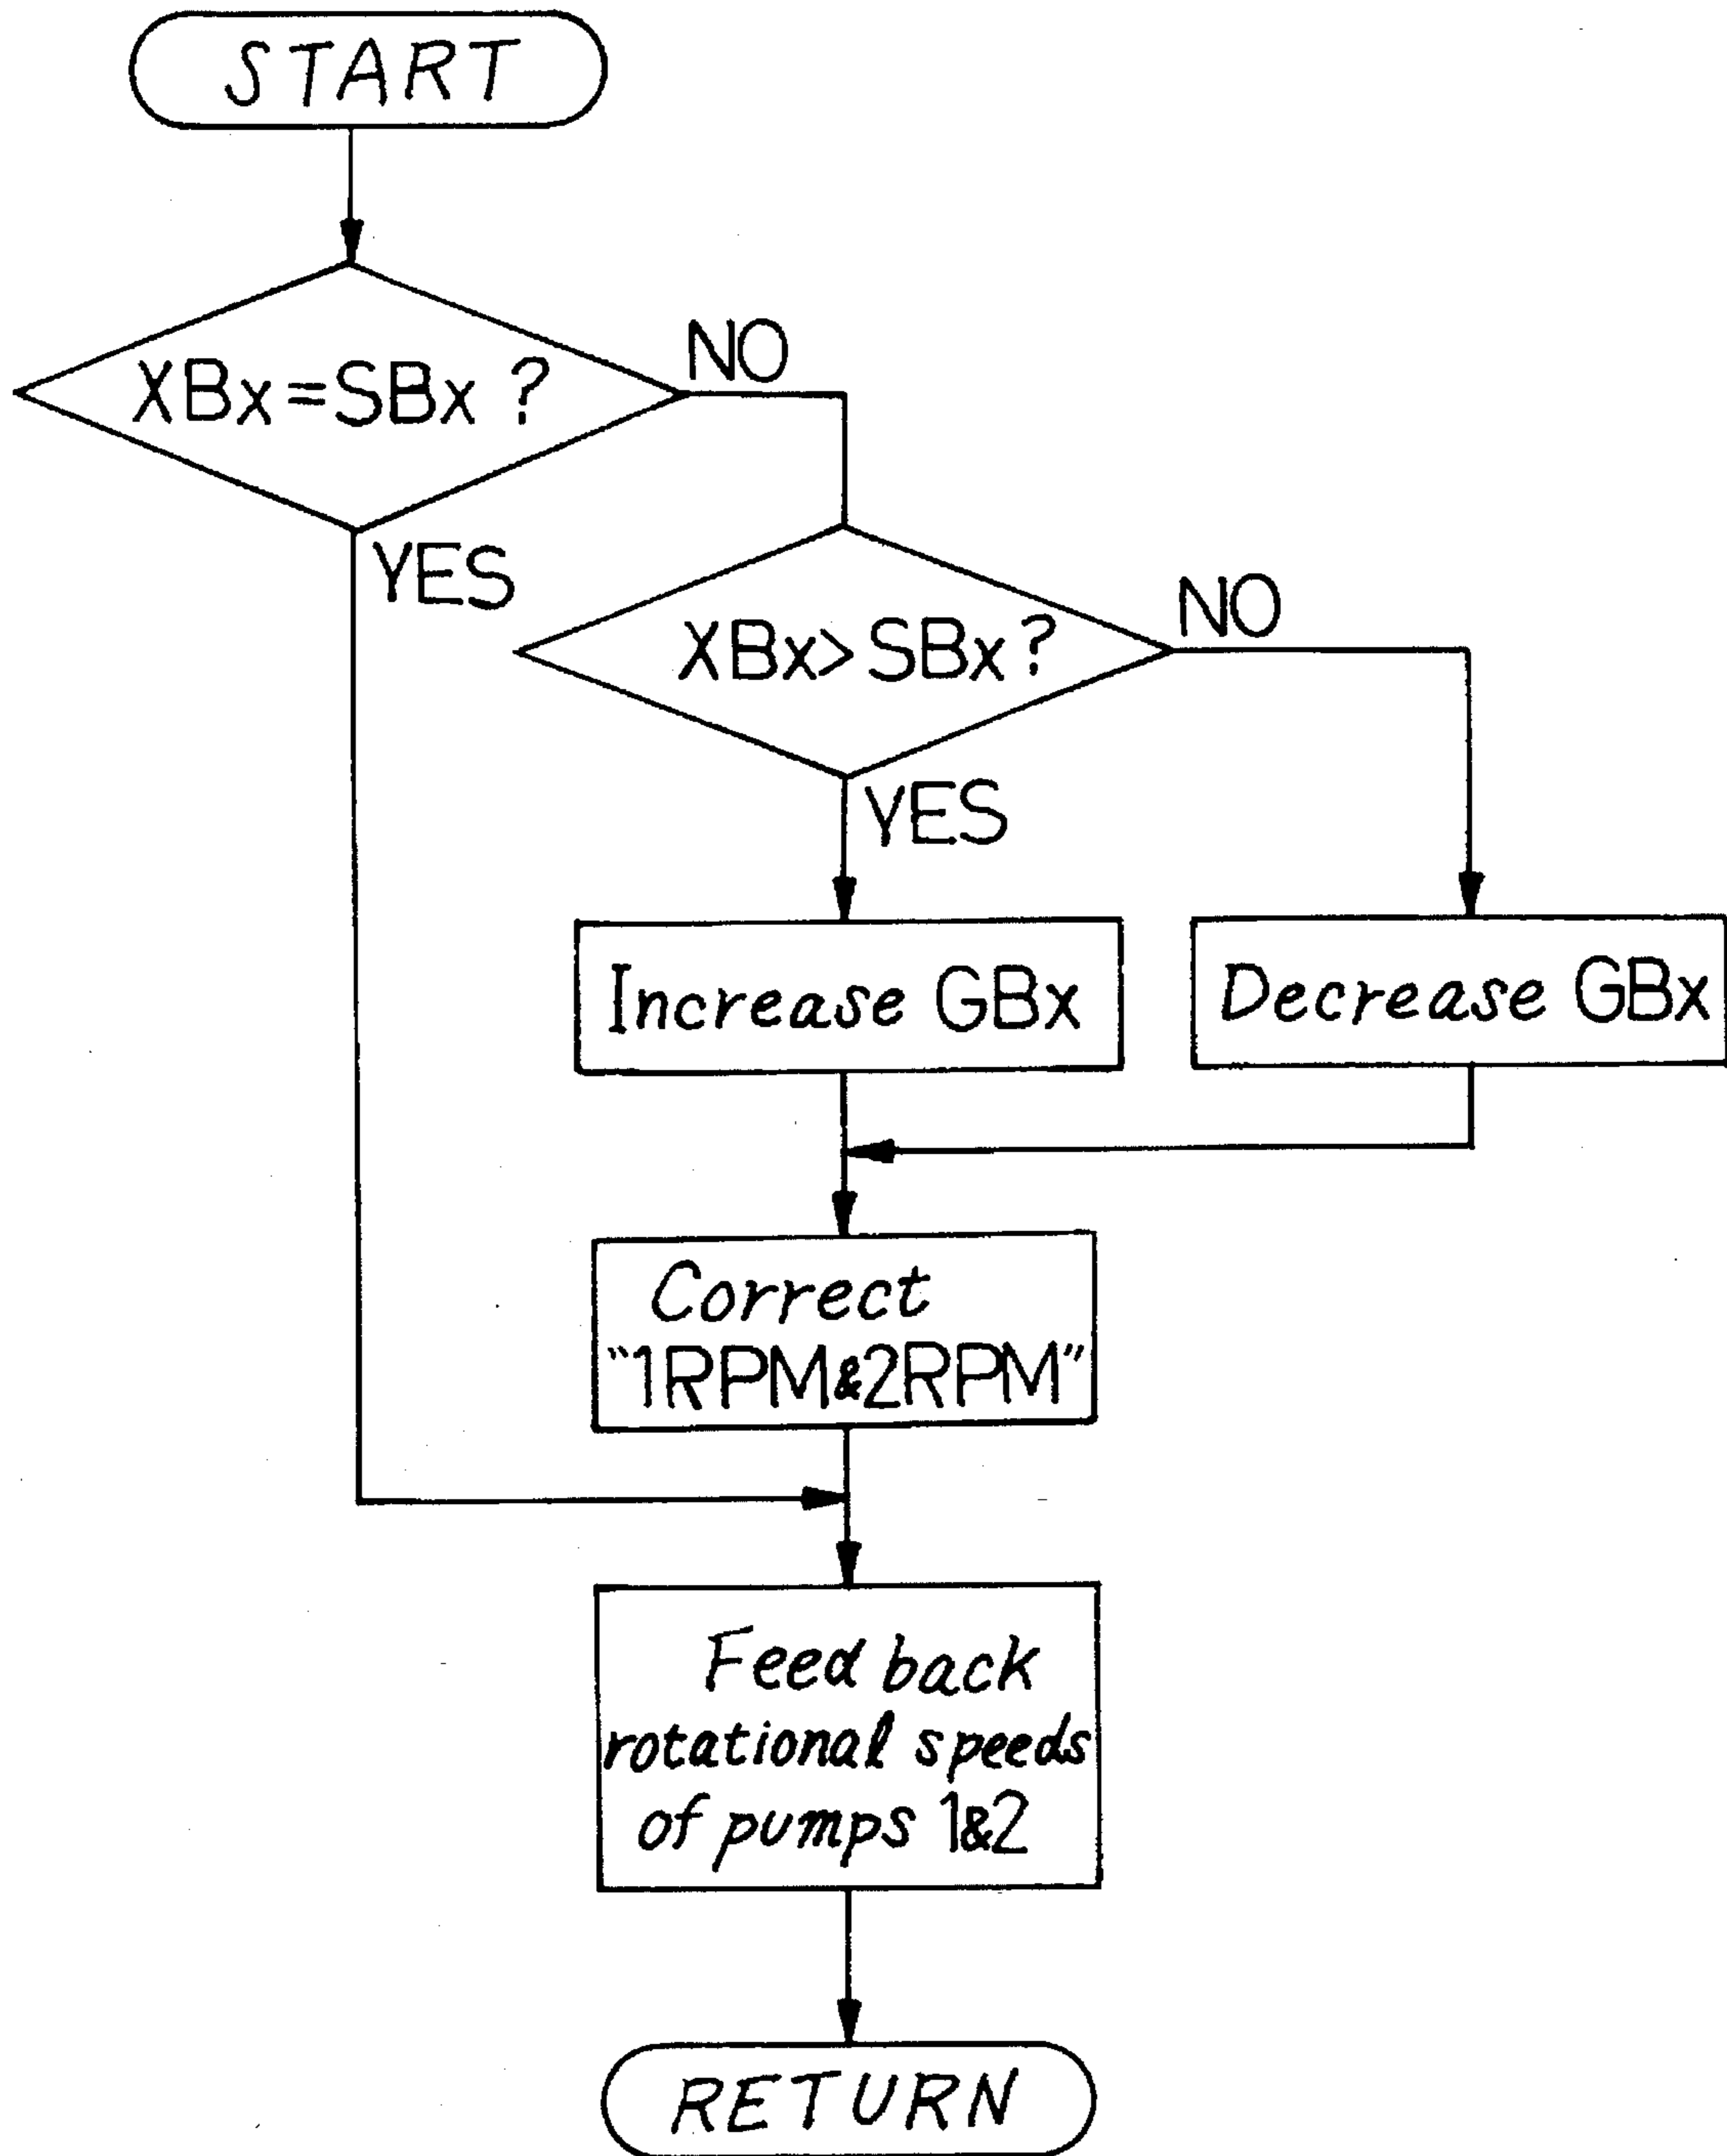 START
XBx=SBx ?
NO
YES
XBx>SBx ?
NO
YES
Increase GBx
Decrease GBx
Correct
"1RPM&2RPM"
Feed back
rotational speeds
of pumps 1&2
RETURN